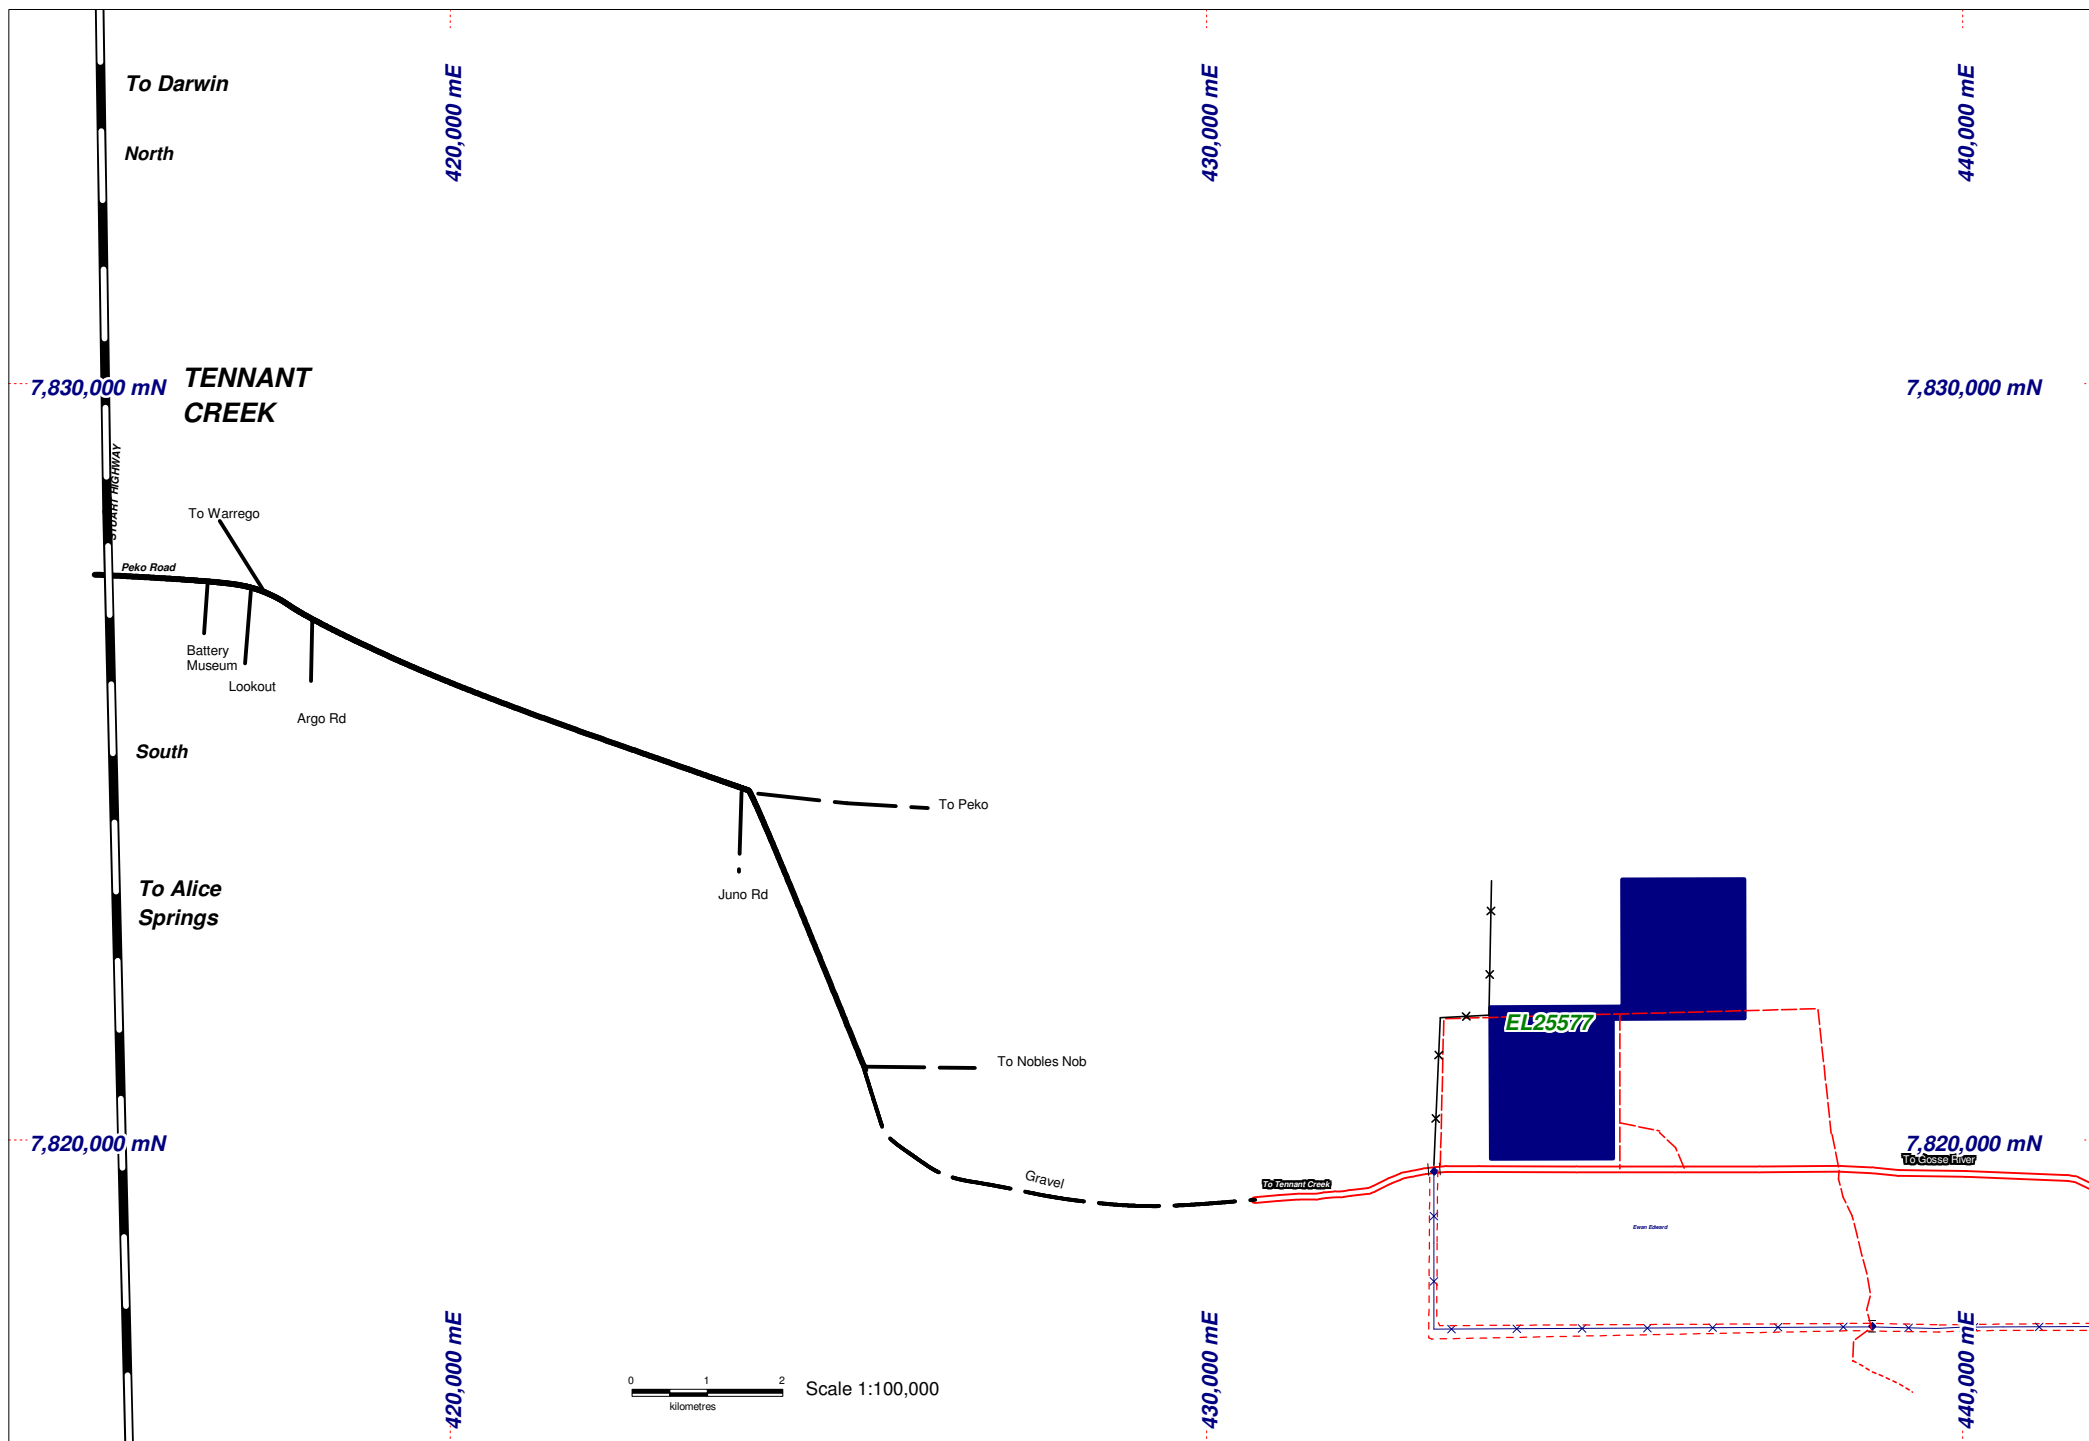 420,000 mE
430,000 mE
440,000 mE
To Darwin
North
7,830,000 mN
TENNANT
CREEK
7,830,000 mN
STUART HIGHWAY
To Warrego
Peko Road
Battery
Museum
Lookout
Argo Rd
South
To Peko
To Alice
Springs
Juno Rd
EL25577
To Nobles Nob
7,820,000 mN
7,820,000 mN
To Gosse River
Gravel
To Tennant Creek
Ewan Edward
420,000 mE
430,000 mE
440,000 mE
0 1 2
Scale 1:100,000
kilometres